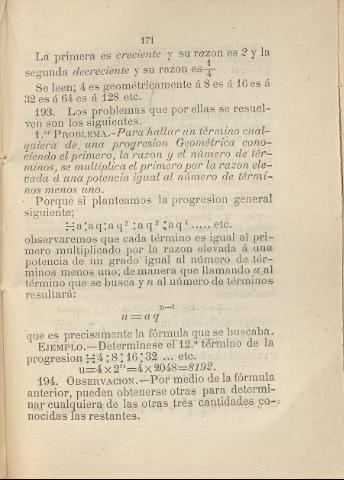 171
La primera es creciente y su razon es 2 y la
segunda decreciente y su razon es 1/4
Se leen; 4 es geométricamente á 8 es á 16 es á
32 es á 64 es á 128 etc.
193. Los problemas que por ellas se resuel-
ven son los siguientes.
1.er PROBLEMA.-Para hallar un término cual-
quiera de una progresion Geométrica cono-
ciendo el primero, la razon y el número de tér-
minos, se multiplica el primero por la razon ele-
cada á una potencia igual al número de térmi-
nos menos uno.
Porque si planteamos la progresion general
siguiente;
∺a:aq:aq²:aq³:aq⁴..... etc.
observaremos que cada término es igual al pri-
mero multiplicado por la razon elevada á una
potencia de un grado igual al número de tér-
minos menos uno; de manera que llamando u al
término que se busca y n al número de términos
resultará:
u=aqⁿ⁻¹
que es precisamente la fórmula que se buscaba.
EJEMPLO.—Determinese el 12.º término de la
progresion ∺4:8:16:32 ... etc.
u=4×2¹¹=4×2048=8192.
194. OBSERVACION.—Por medio de la fórmula
anterior, pueden obtenerse otras para determi-
nar cualquiera de las otras tres cantidades co-
nocidas las restantes.